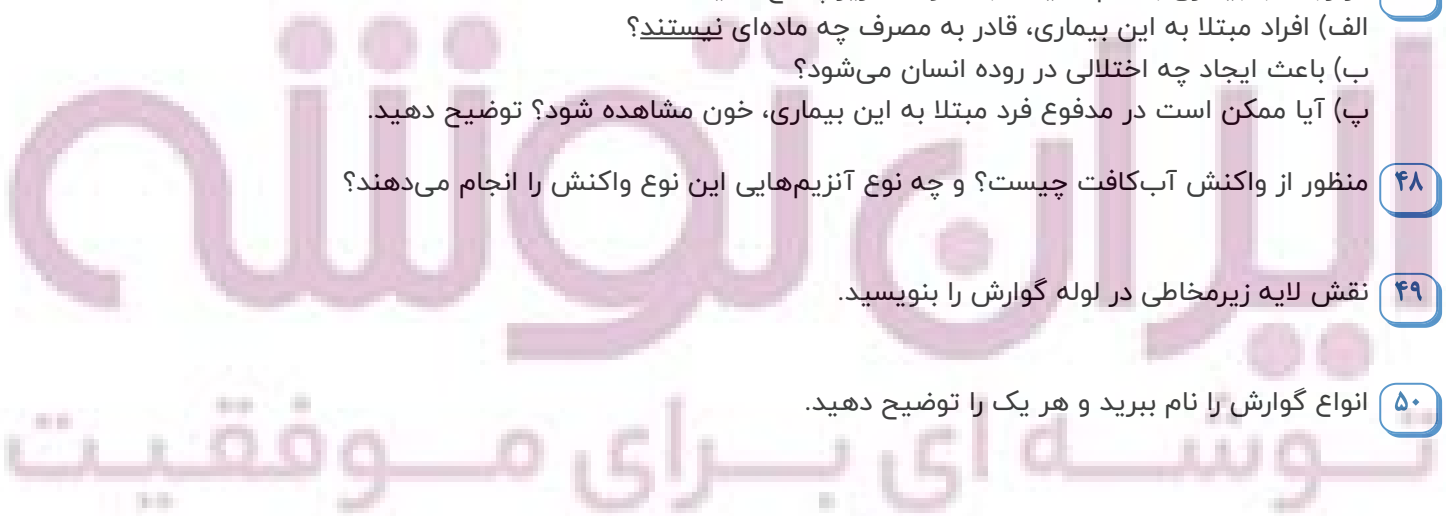 الف) افراد مبتلا به این بیماری، قادر به مصرف چه ماده‌ای نیستند؟
ب) باعث ایجاد چه اختلالی در روده انسان می‌شود؟
پ) آیا ممکن است در مدفوع فرد مبتلا به این بیماری، خون مشاهده شود؟ توضیح دهید.
۴۸ منظور از واکنش آب‌کافت چیست؟ و چه نوع آنزیم‌هایی این نوع واکنش را انجام می‌دهند؟
۴۹ نقش لایه زیرمخاطی در لوله گوارش را بنویسید.
۵۰ انواع گوارش را نام ببرید و هر یک را توضیح دهید.
ایران توشه
توشه ای برای موفقیت